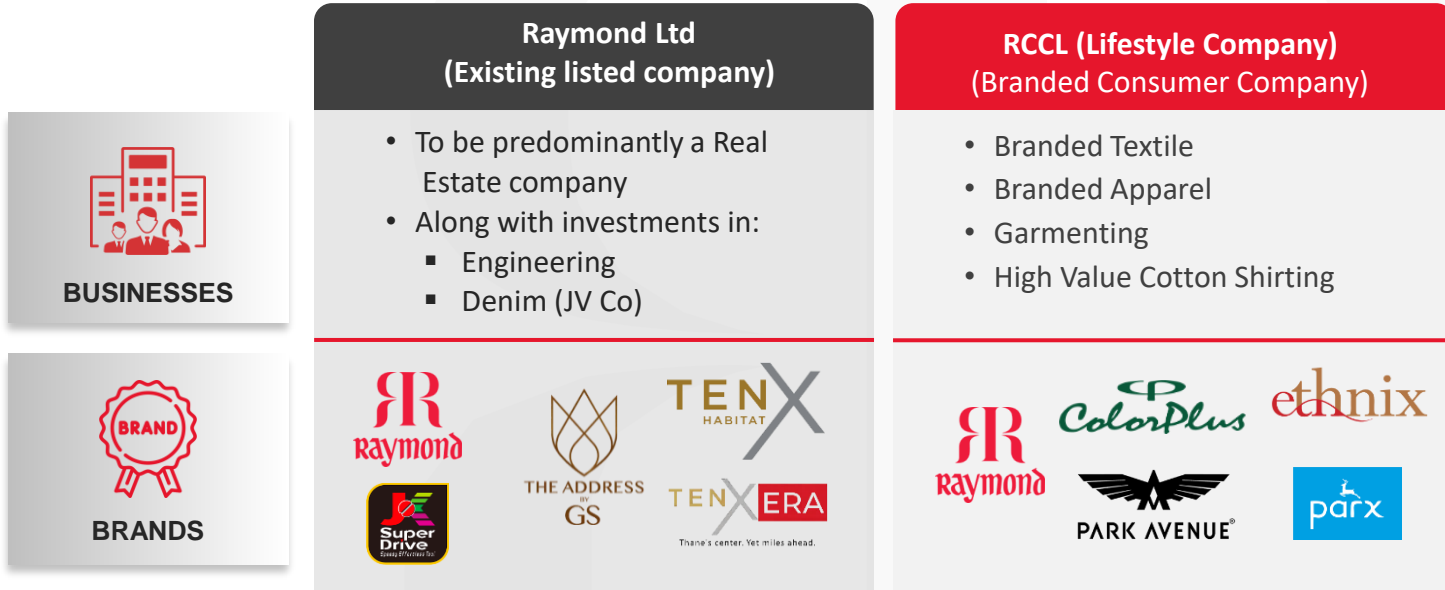 Raymond Ltd
(Existing listed company)
RCCL (Lifestyle Company)
(Branded Consumer Company)
BUSINESSES
• To be predominantly a Real
Estate company
• Along with investments in:
▪ Engineering
▪ Denim (JV Co)
• Branded Textile
• Branded Apparel
• Garmenting
• High Value Cotton Shirting
BRAND
BRANDS
Raymond
JK
Super
Drive
THE ADDRESS
BY
GS
TEN X
HABITAT
TEN X ERA
Thane's center. Yet miles ahead.
Raymond
cp
ColorPlus
PARK AVENUE®
ethnix
parx